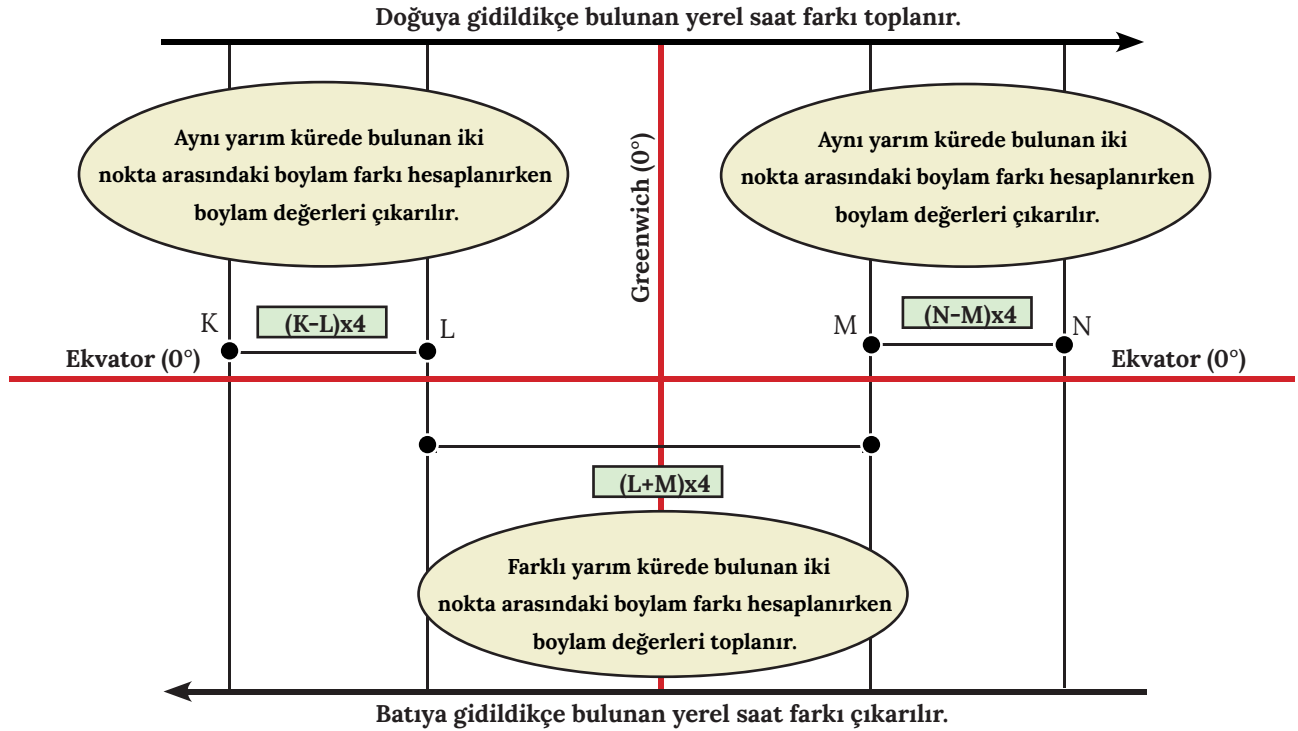 Doğuya gidildikçe bulunan yerel saat farkı toplanır.
Aynı yarım kürede bulunan iki
nokta arasındaki boylam farkı hesaplanırken
boylam değerleri çıkarılır.
Greenwich (0°)
Aynı yarım kürede bulunan iki
nokta arasındaki boylam farkı hesaplanırken
boylam değerleri çıkarılır.
K
(K-L)x4
L
M
(N-M)x4
N
Ekvator (0°)
Ekvator (0°)
(L+M)x4
Farklı yarım kürede bulunan iki
nokta arasındaki boylam farkı hesaplanırken
boylam değerleri toplanır.
Batıya gidildikçe bulunan yerel saat farkı çıkarılır.